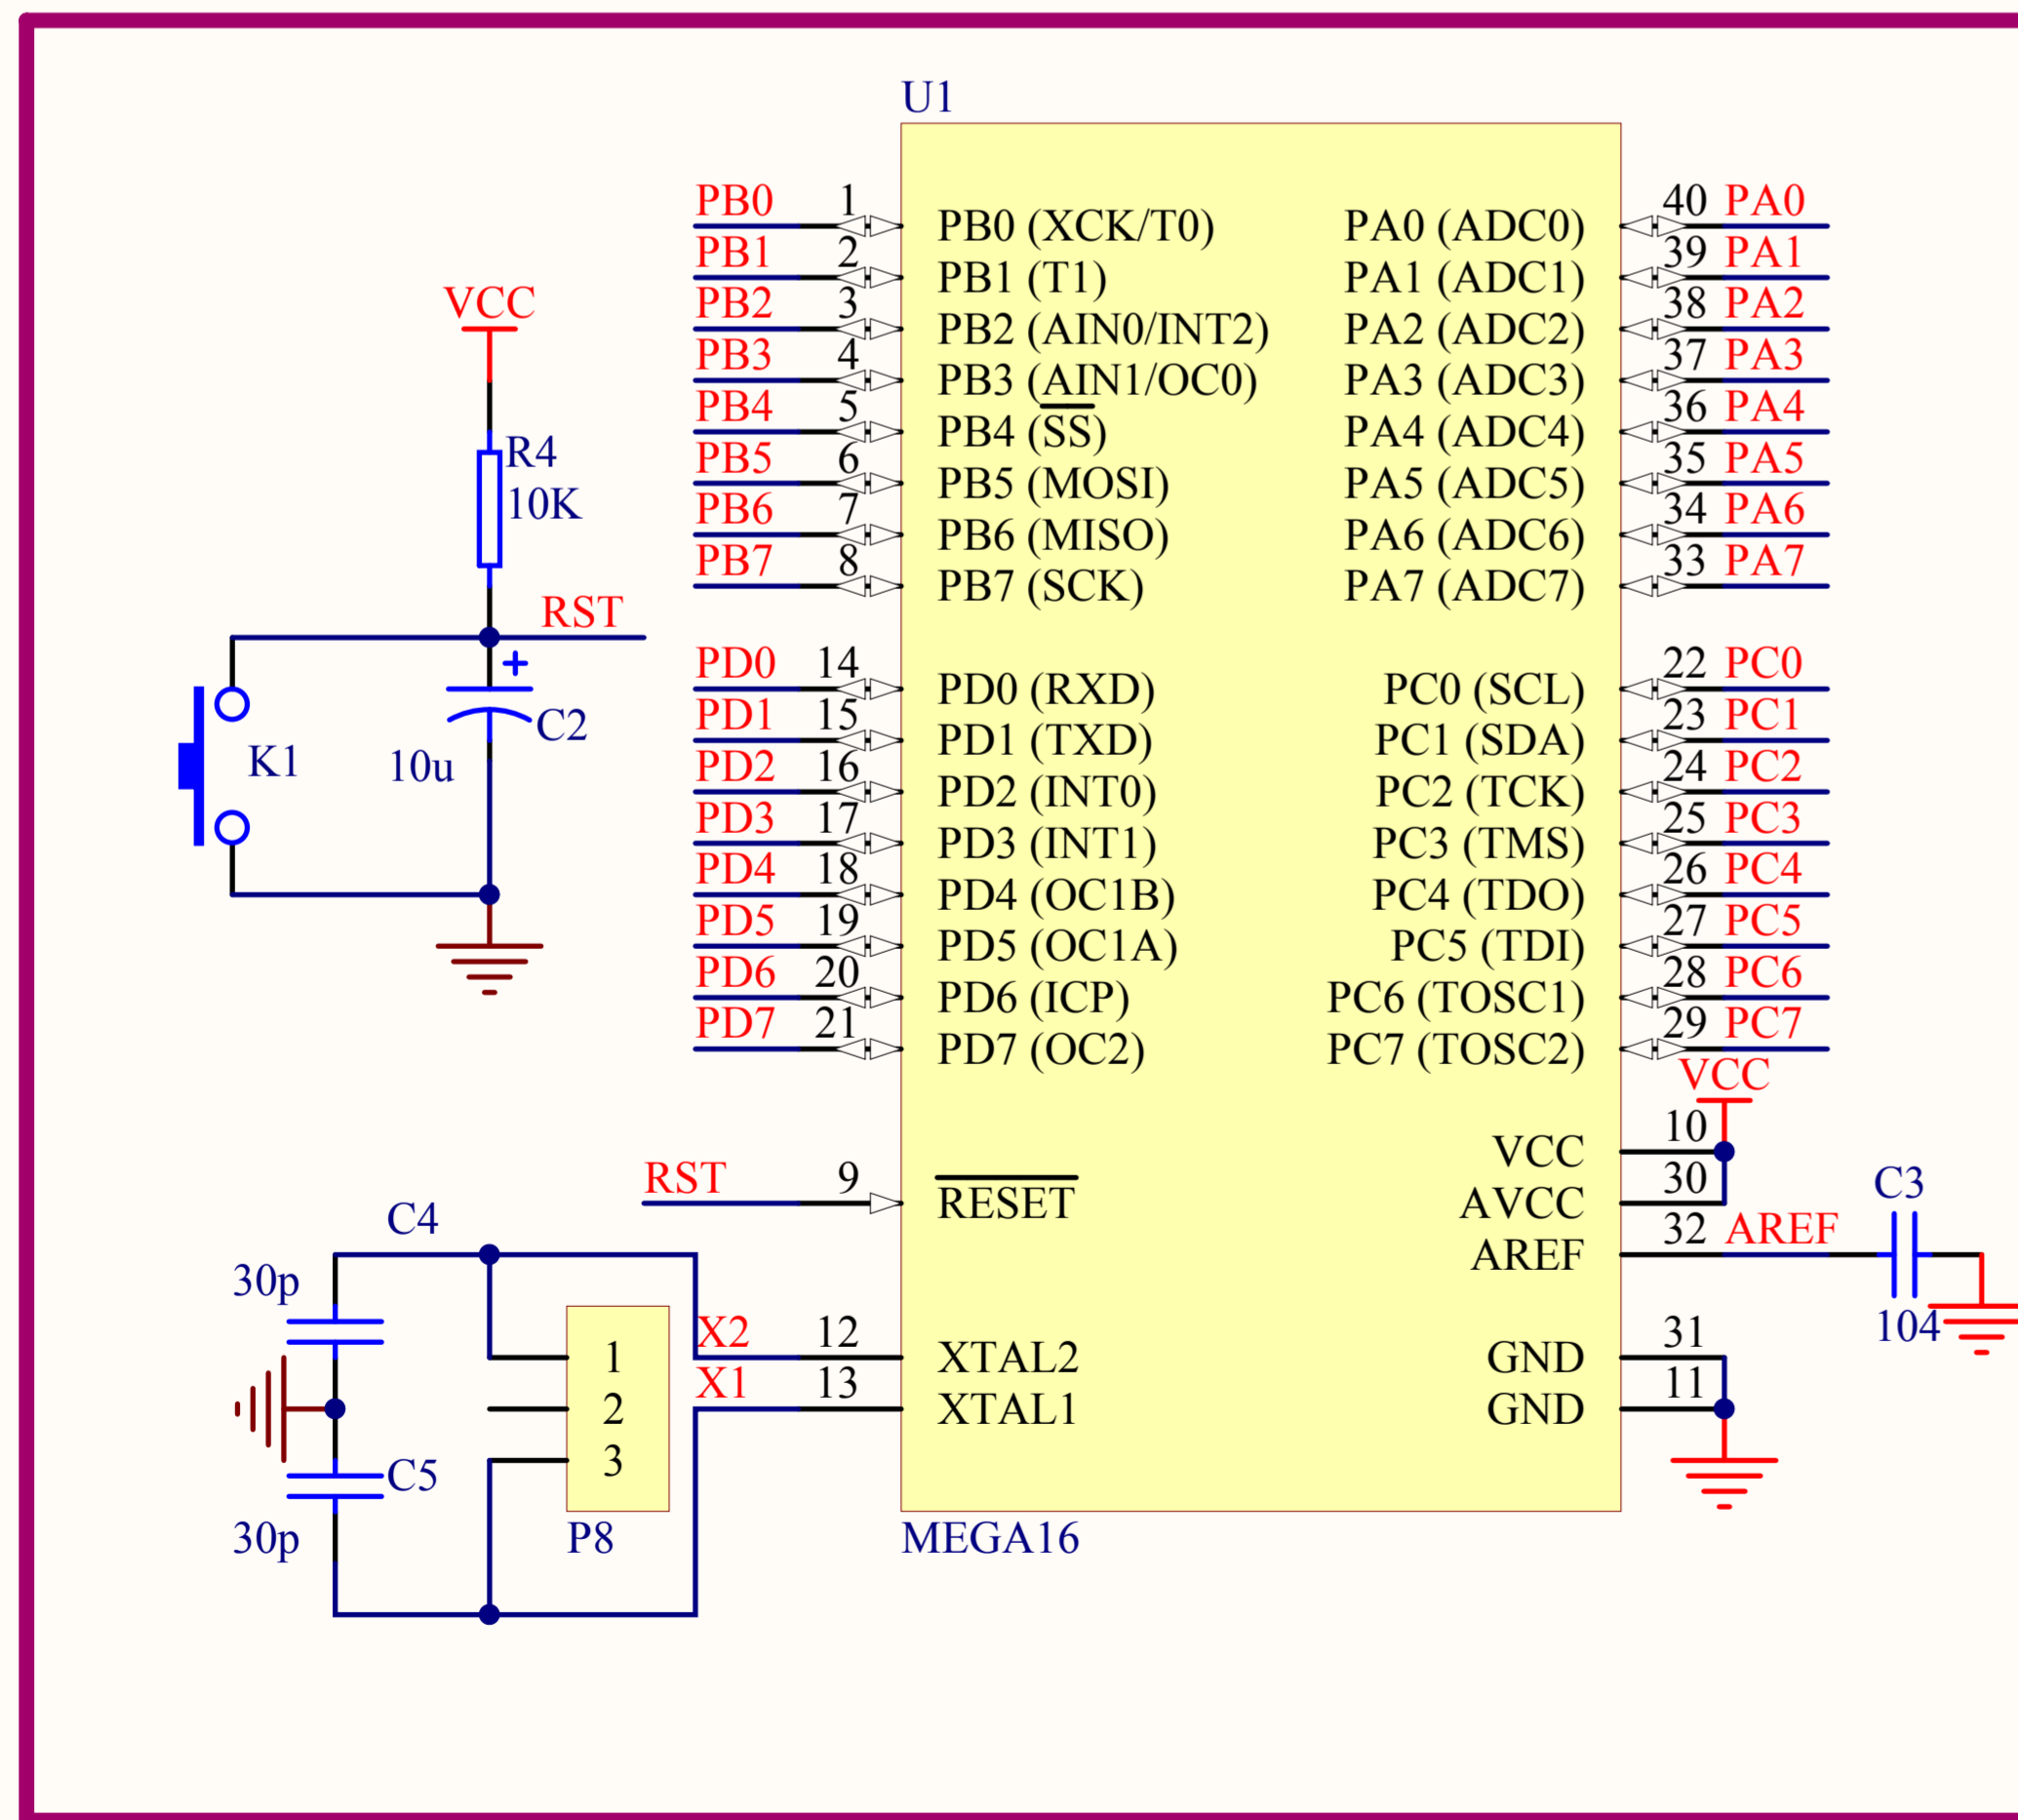 U1
PB0 1 PB0 (XCK/T0) PA0 (ADC0) 40 PA0
PB1 2 PB1 (T1) PA1 (ADC1) 39 PA1
PB2 3 PB2 (AIN0/INT2) PA2 (ADC2) 38 PA2
PB3 4 PB3 (AIN1/OC0) PA3 (ADC3) 37 PA3
PB4 5 PB4 (SS) PA4 (ADC4) 36 PA4
PB5 6 PB5 (MOSI) PA5 (ADC5) 35 PA5
PB6 7 PB6 (MISO) PA6 (ADC6) 34 PA6
PB7 8 PB7 (SCK) PA7 (ADC7) 33 PA7
PD0 14 PD0 (RXD) PC0 (SCL) 22 PC0
PD1 15 PD1 (TXD) PC1 (SDA) 23 PC1
PD2 16 PD2 (INT0) PC2 (TCK) 24 PC2
PD3 17 PD3 (INT1) PC3 (TMS) 25 PC3
PD4 18 PD4 (OC1B) PC4 (TDO) 26 PC4
PD5 19 PD5 (OC1A) PC5 (TDI) 27 PC5
PD6 20 PD6 (ICP) PC6 (TOSC1) 28 PC6
PD7 21 PD7 (OC2) PC7 (TOSC2) 29 PC7
VCC
VCC 10
RST 9 RESET AVCC 30
AREF 32 AREF
C3
104
X2 12 XTAL2 GND 31
X1 13 XTAL1 GND 11
MEGA16
VCC
R4
10K
RST
+
C2
K1
10u
C4
30p
1
2
3
C5
30p
P8